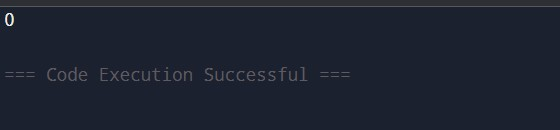 0
=== Code Execution Successful ===